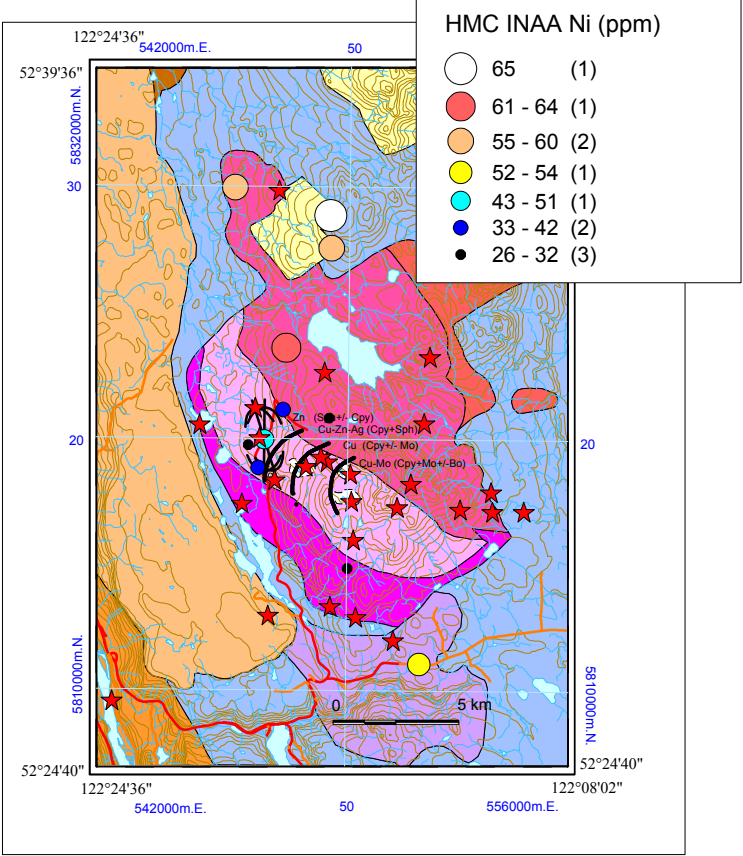 HMC INAA Ni (ppm)
65 (1)
61 - 64 (1)
55 - 60 (2)
52 - 54 (1)
43 - 51 (1)
33 - 42 (2)
26 - 32 (3)
122°24'36"
542000m.E.
50
52°39'36"
5832000m.N.
30
Zn (Sph+/- Cpy)
Cu-Zn-Ag (Cpy+Sph)
20
20
Cu (Cpy+/- Mo)
Cu-Mo (Cpy+Mo+/-Bo)
5810000m.N.
5810000m.N.
0 5 km
52°24'40"
52°24'40"
122°24'36"
122°08'02"
542000m.E.
50
556000m.E.